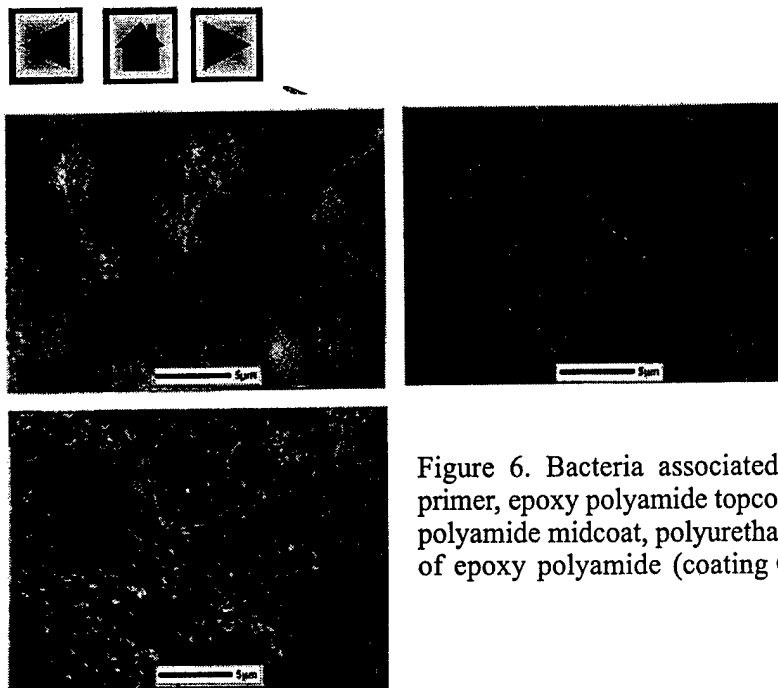 5µm
5µm
5µm
Figure 6. Bacteria associated
primer, epoxy polyamide topco
polyamide midcoat, polyuretha
of epoxy polyamide (coating